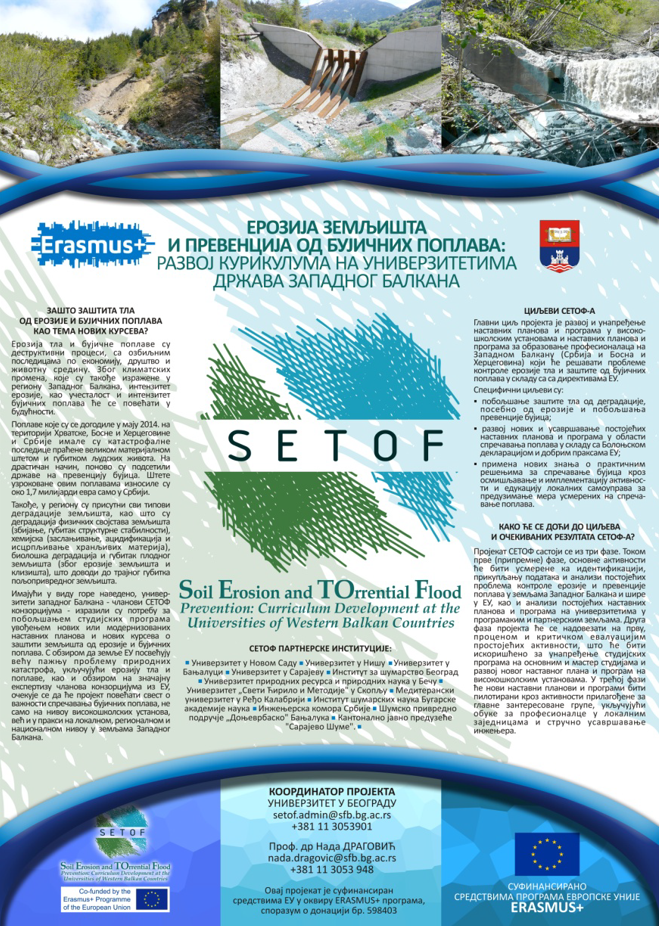 Erasmus+
ЕРОЗИЈА ЗЕМЉИШТА
И ПРЕВЕНЦИЈА ОД БУЈИЧНИХ ПОПЛАВА:
РАЗВОЈ КУРИКУЛУМА НА УНИВЕРЗИТЕТИМА
ДРЖАВА ЗАПАДНОГ БАЛКАНА
ЗАШТО ЗАШТИТА ТЛА
ОД ЕРОЗИЈЕ И БУЈИЧНИХ ПОПЛАВА
КАО ТЕМА НОВИХ КУРСЕВА?
Ерозија тла и бујичне поплаве су
деструктивни процеси, са озбиљним
последицама по економију, друштво и
животну средину. Због климатских
промена, које су такође изражене у
региону Западног Балкана, интензитет
ерозије, као учесталост и интензитет
бујичних поплава ће се повећати у
будућности.
Поплаве које су се догодиле у мају 2014. на
територији Хрватске, Босне и Херцеговине
и Србије имале су катастрофалне
последице праћене великом материјалном
штетом и губитком људских живота. На
драстичан начин, поново су подсетили
државе на превенцију бујица. Штете
узроковане овим поплавама износиле су
око 1,7 милијарди евра само у Србији.
Такође, у региону су присутни сви типови
деградације земљишта, као што су
деградација физичких својстава земљишта
(збијање, губитак структурне стабилности),
хемијска (заслањивање, ацидификација и
исцрпљивање хранљивих материја),
биолошка деградација и губитак плодног
земљишта (због ерозије земљишта и
клизишта), што доводи до трајног губитка
пољопривредног земљишта.
Имајући у виду горе наведено, универ-
зитети западног Балкана - чланови СЕТОФ
конзорцијума - изразили су потребу за
побољшањем студијских програма
увођењем нових или модернизованих
наставних планова и нових курсева о
заштити земљишта од ерозије и бујичних
поплава. С обзиром да земље ЕУ посвећују
већу пажњу проблему природних
катастрофа, укључујући ерозију тла и
поплаве, као и обзиром на значајну
експертизу чланова конзорцијума из ЕУ,
очекује се да ће пројекат повећати свест о
важности спречавања бујичних поплава, не
само на нивоу високошколских установа,
већ и у пракси на локалном, регионалном и
националном нивоу у земљама Западног
Балкана.
SETOF
Soil Erosion and TOrrential Flood
Prevention: Curriculum Development at the
Universities of Western Balkan Countries
СЕТОФ ПАРТНЕРСКЕ ИНСТИТУЦИЈЕ:
■ Универзитет у Новом Саду ■ Универзитет у Нишу ■ Универзитет у
Бањалуци ■ Универзитет у Сарајеву ■ Институт за шумарство Београд
■ Универзитет природних ресурса и природних наука у Бечу ■
Универзитет „Свети Ћирило и Методије" у Скопљу ■ Медитерански
универзитет у Ређо Калабрији ■ Институт шумарских наука Бугарске
академије наука ■ Инжењерска комора Србије ■ Шумско привредно
подручје „Доњеврбаско" Бањалука ■ Кантонално јавно предузеће
"Сарајево Шуме". ■
ЦИЉЕВИ СЕТОФ-А
Главни циљ пројекта је развој и унапређење
наставних планова и програма у високо-
школским установама и наставних планова и
програма за образовање професионалаца на
Западном Балкану (Србија и Босна и
Херцеговина) који ће решавати проблеме
контроле ерозије тла и заштите од бујичних
поплава у складу са са директивама ЕУ.
Специфични циљеви су:
• побољшање заштите тла од деградације,
посебно од ерозије и побољшања
превенције бујица;
• развој нових и усавршавање постојећих
наставних планова и програма у области
спречавања поплава у складу са Болоњском
декларацијом и добрим праксама ЕУ;
• примена нових знања о практичним
решењима за спречавање бујица кроз
осмишљавање и имплементацију активнос-
ти и едукацију локалних самоуправа за
предузимање мера усмерених на спреча-
вање поплава.
КАКО ЋЕ СЕ ДОЋИ ДО ЦИЉЕВА
И ОЧЕКИВАНИХ РЕЗУЛТАТА СЕТОФ-А?
Пројекат СЕТОФ састоји се из три фазе. Током
прве (припремне) фазе, основне активности
ће бити усмерене ка идентификацији,
прикупљању података и анализи постојећих
проблема контроле ерозије и превенције
поплава у земљама Западног Балкана и шире
у ЕУ, као и анализи постојећих наставних
планова и програма на универзитетима у
програмаким и партнерским земљама. Друга
фаза пројекта ће се надовезати на прву,
проценом и критичком евалуацијом
простојећих активности, што ће бити
искоришћено за унапређење студијских
програма на основним и мастер студијама и
развој новог наставног плана и програм на
високошколским установама. У трећој фази
ће нови наставни планови и програми бити
пилотирани кроз активности прилагођене за
главне заинтересоване групе, укључујући
обуке за професионалце у локалним
заједницама и стручно усавршавање
инжењера.
SETOF
Soil Erosion and TOrrential Flood
Prevention: Curriculum Development at the
Universities of Western Balkan Countries
Co-funded by the
Erasmus+ Programme
of the European Union
КООРДИНАТОР ПРОЈЕКТА
УНИВЕРЗИТЕТ У БЕОГРАДУ
setof.admin@sfb.bg.ac.rs
+381 11 3053901
Проф. др Нада ДРАГОВИЋ
nada.dragovic@sfb.bg.ac.rs
+381 11 3053 948
Овај пројекат је суфинансиран
средствима ЕУ у оквиру ERASMUS+ програма,
споразум о донацији бр. 598403
СУФИНАНСИРАНО
СРЕДСТВИМА ПРОГРАМА ЕВРОПСКЕ УНИЈЕ
ERASMUS+